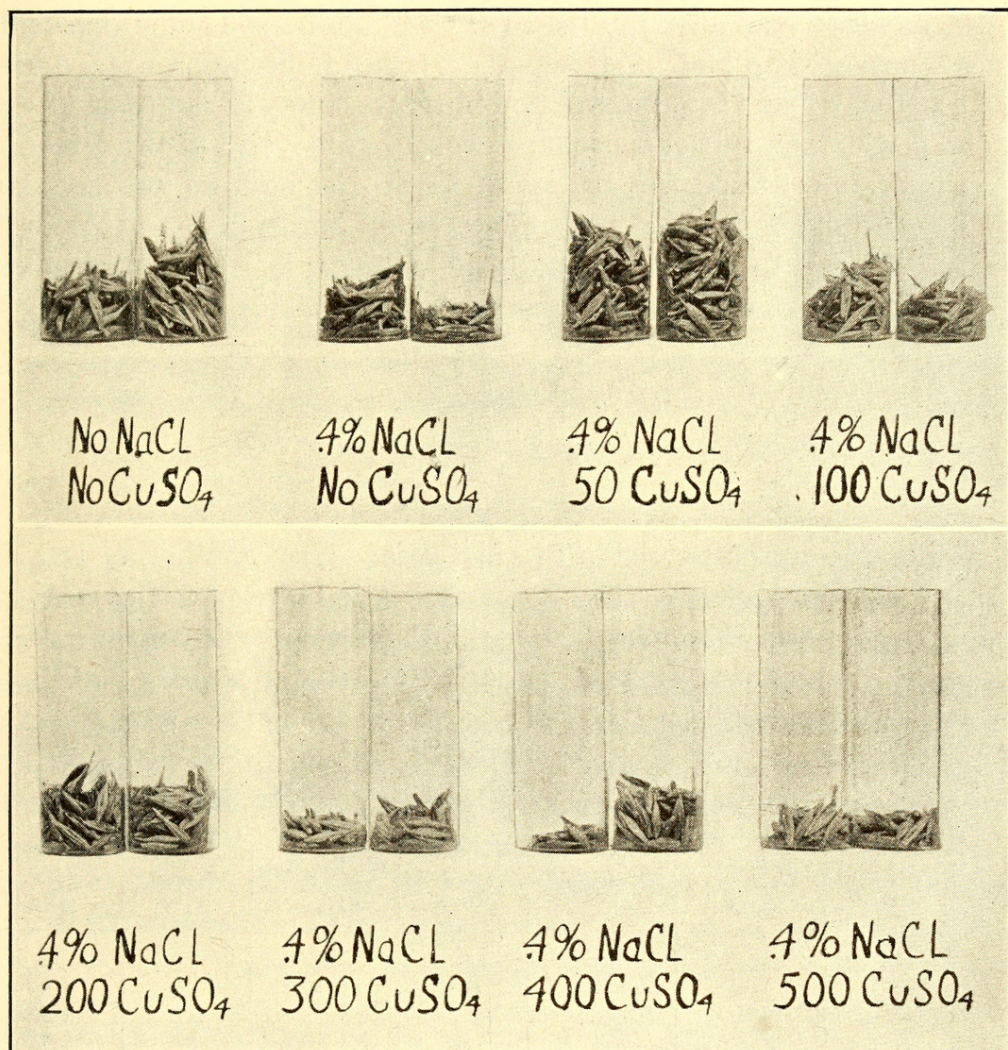 No NaCl
No CuSO₄
.4% NaCl
No CuSO₄
.4% NaCl
50 CuSO₄
.4% NaCl
100 CuSO₄
.4% NaCl
200 CuSO₄
.4% NaCl
300 CuSO₄
.4% NaCl
400 CuSO₄
.4% NaCl
500 CuSO₄